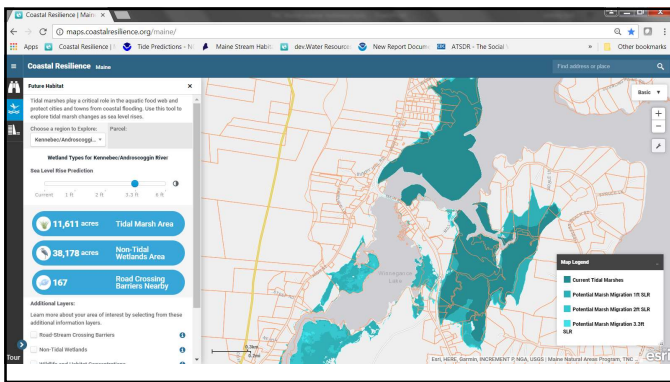 Coastal Resilience | Main
maps.coastalresilience.org/maine/
Apps
Coastal Resilience |
Tide Predictions - N
Maine Stream Habit
dev.Water Resource
New Report Docum
ATSDR - The Social
»
Other bookmarks
Coastal Resilience Maine
Find address or place
Future Habitat
Tidal marshes play a critical role in the aquatic food web and
protect cities and towns from coastal flooding. Use this tool to
explore tidal marsh changes as sea level rises.
Choose a region to Explore: Parcel:
Kennebec/Androscoggi...
Wetland Types for Kennebec/Androscoggin River
Sea Level Rise Prediction
Current 1 ft 2 ft 3.3 ft 6 ft
11,611 acres Tidal Marsh Area
38,178 acres Non-Tidal
Wetlands Area
167 Road Crossing
Barriers Nearby
Additional Layers:
Learn more about your area of interest by selecting from these
additional information layers.
Road-Stream Crossing Barriers
Non-Tidal Wetlands
Tour
Basic
Winnegance
Lake
Map Legend
Current Tidal Marshes
Potential Marsh Migration 1ft SLR
Potential Marsh Migration 2ft SLR
Potential Marsh Migration 3.3ft
SLR
Esri, HERE, Garmin, INCREMENT P, NGA, USGS | Maine Natural Areas Program, TNC
esri